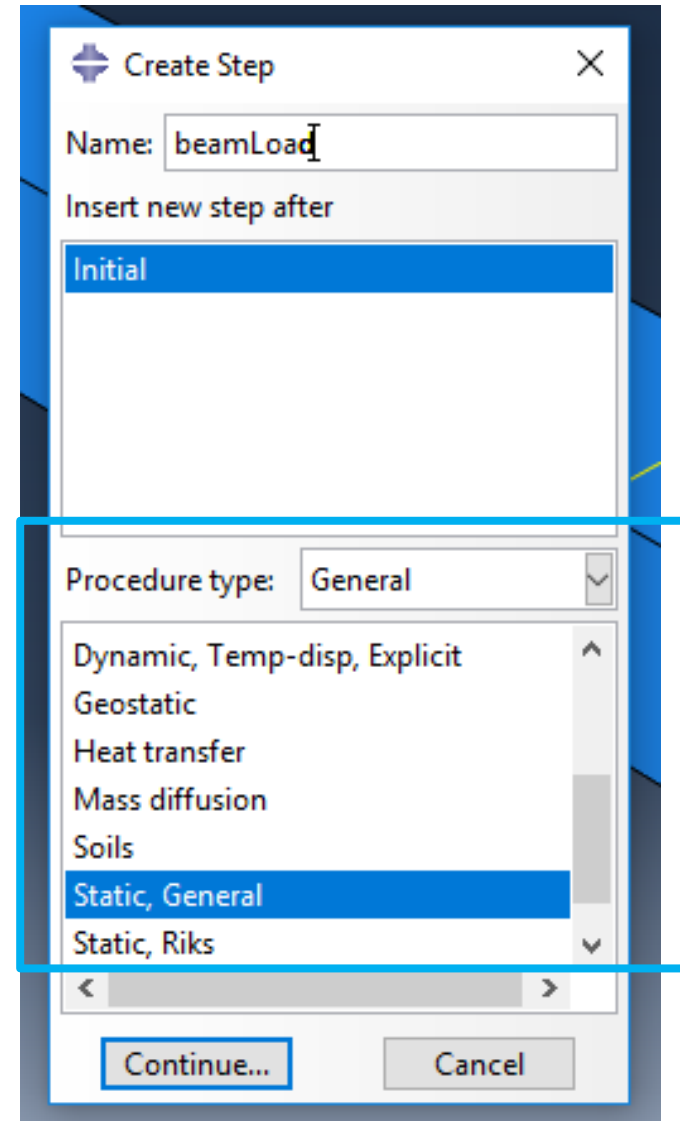 Create Step
Name: beamLoad
Insert new step after
Initial
Procedure type: General
Dynamic, Temp-disp, Explicit
Geostatic
Heat transfer
Mass diffusion
Soils
Static, General
Static, Riks
Continue... Cancel